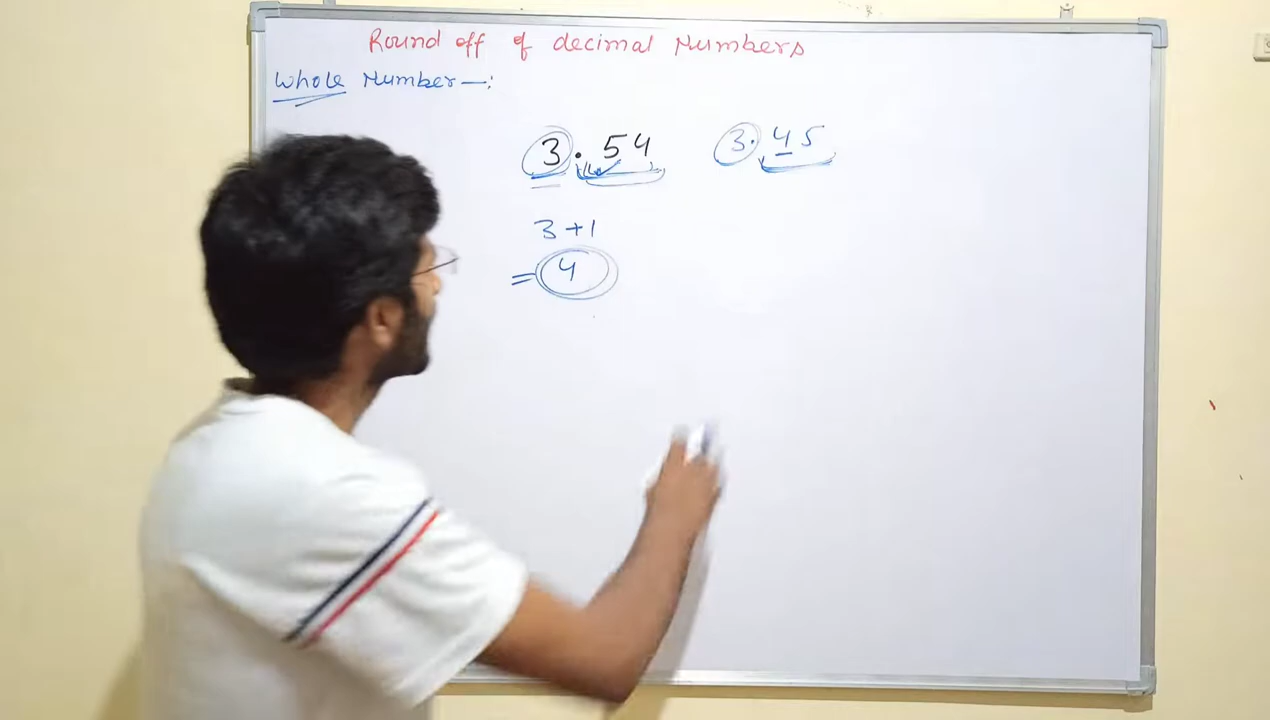 Round off of decimal Numbers
Whole Number —:
3.54 3.45
3+1
= 4